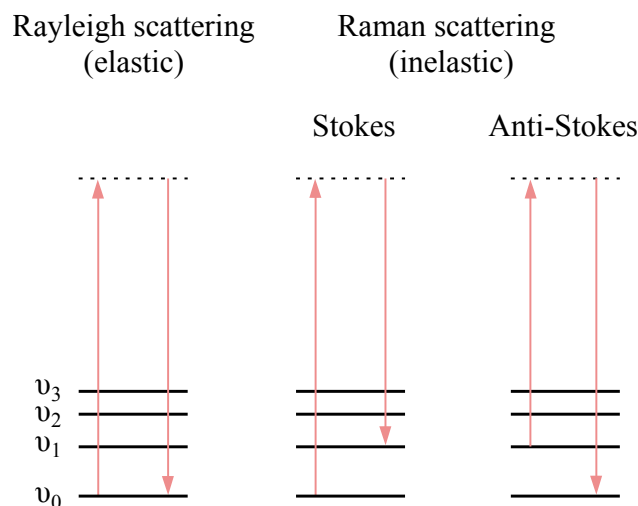 Rayleigh scattering
(elastic)
Raman scattering
(inelastic)
Stokes
Anti-Stokes
υ3
υ2
υ1
υ0